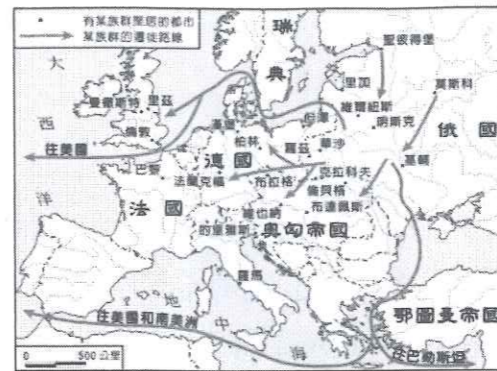 有某族群聚居的都市
某族群的遷徙路線
瑞
典
聖彼得堡
大
西
洋
里加
莫斯科
曼徹斯特
里茲
維爾紐斯
明斯克
俄
國
倫敦
漢堡
柏林
但澤
華沙
羅茲
往美國
德國
基輔
巴黎
法蘭克福
克拉科夫
布拉格
倫貝格
法
國
維也納
布達佩斯
的里雅斯
奧匈帝國
羅馬
往美國和南美洲
地
中
海
鄂圖曼帝國
往巴勒斯坦
0 500公里